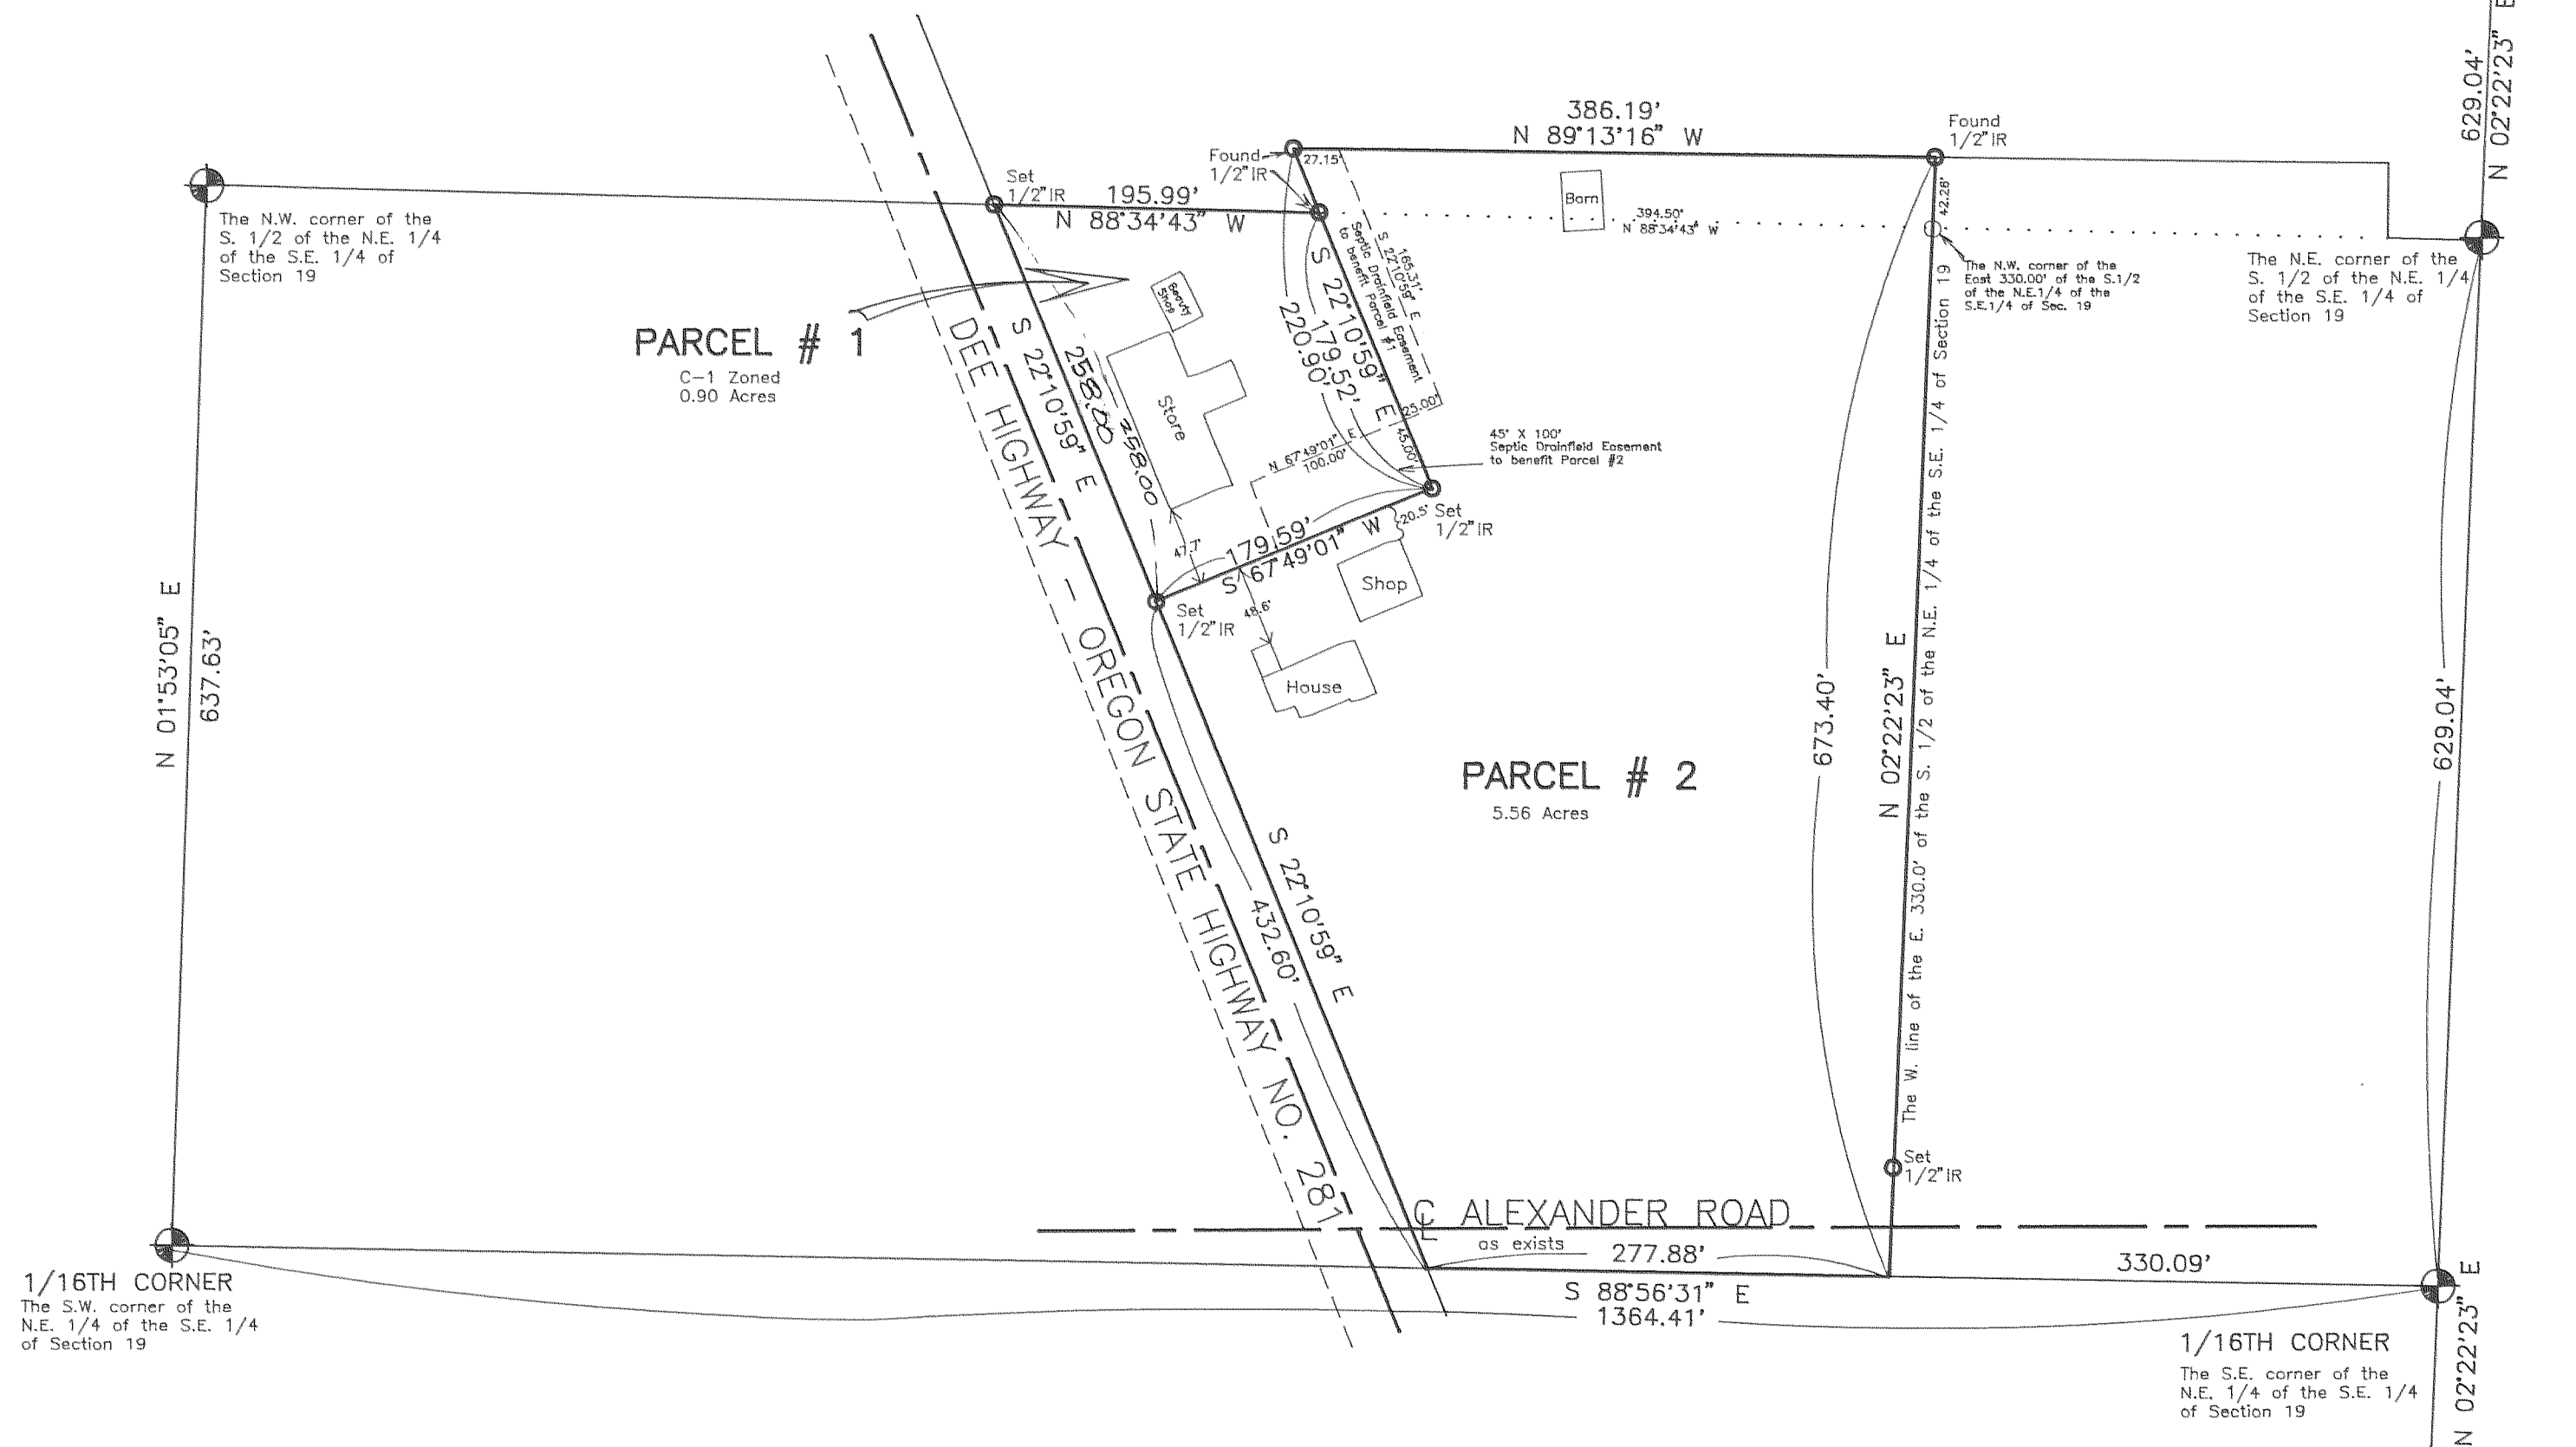 629.04'
N 02°22'23" E
386.19'
N 89°13'16" W
Found
1/2"IR
Found
1/2"IR
27.15'
Set
1/2"IR
195.99'
N 88°34'43" W
Barn
394.50'
N 88°34'43" W
42.26'
The N.W. corner of the
S. 1/2 of the N.E. 1/4
of the S.E. 1/4 of
Section 19
The N.W. corner of the
East 330.00' of the S.1/2
of the N.E.1/4 of the
S.E.1/4 of Sec. 19
The N.E. corner of the
S. 1/2 of the N.E. 1/4
of the S.E. 1/4 of
Section 19
165.31'
S 22°10'59" E
Septic Drainfield Easement
to benefit Parcel #1
S 22°10'59" E
179.52'
220.90'
Beauty
Shop
PARCEL # 1
C-1 Zoned
0.90 Acres
S 22°10'59" E
258.00
258.00
Store
25.00'
45.00'
N 67°49'01" E
100.00'
45' X 100'
Septic Drainfield Easement
to benefit Parcel #2
Set
1/2"IR
20.5'
179.59'
S 67°49'01" W
47.7'
Shop
Set
1/2"IR
48.6'
House
N 01°53'05" E
637.63'
DEE HIGHWAY - OREGON STATE HIGHWAY NO. 281
PARCEL # 2
5.56 Acres
673.40'
N 02°22'23" E
The W. line of the E. 330.0' of the S. 1/2 of the N.E. 1/4 of the S.E. 1/4 of Section 19
629.04'
S 22°10'59" E
432.60'
Set
1/2"IR
CL ALEXANDER ROAD
as exists
277.88'
S 88°56'31" E
1364.41'
330.09'
1/16TH CORNER
The S.W. corner of the
N.E. 1/4 of the S.E. 1/4
of Section 19
1/16TH CORNER
The S.E. corner of the
N.E. 1/4 of the S.E. 1/4
of Section 19
N 02°22'23" E